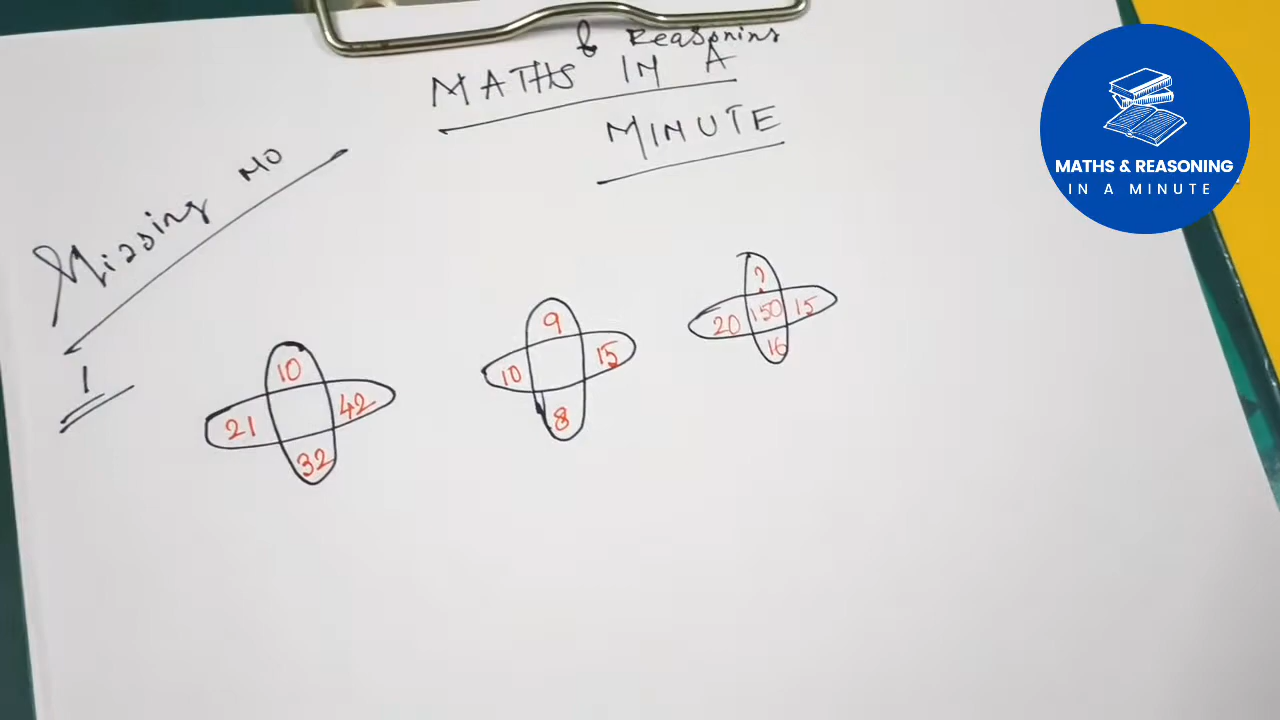 & Reasoning
MATHS IN A
MINUTE
MATHS & REASONING
IN A MINUTE
Missing NO
1
10
21 42
32
9
10 15
8
?
20 150 15
16